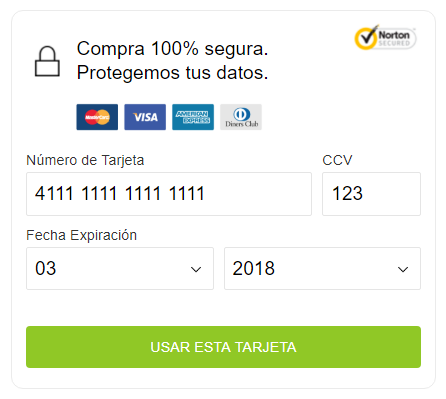 Compra 100% segura.
Protegemos tus datos.
Norton
SECURED
MasterCard
VISA
AMERICAN EXPRESS
Diners Club
Número de Tarjeta
CCV
4111 1111 1111 1111
123
Fecha Expiración
03
2018
USAR ESTA TARJETA